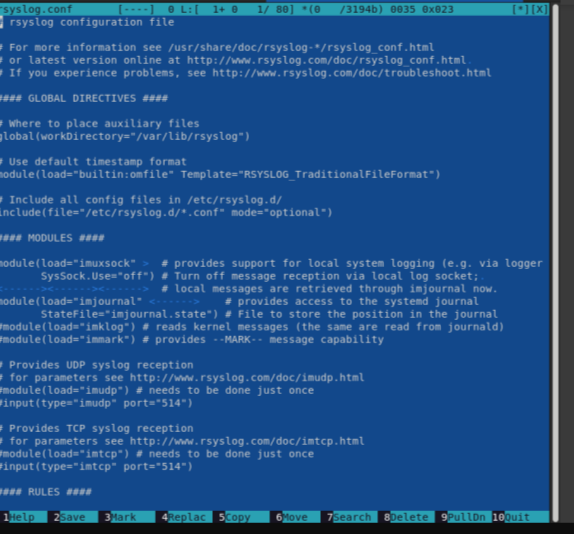 rsyslog.conf [----] 0 L:[ 1+ 0 1/ 80] *(0 /3194b) 0035 0x023 [*][X]
# rsyslog configuration file
# For more information see /usr/share/doc/rsyslog-*/rsyslog_conf.html
# or latest version online at http://www.rsyslog.com/doc/rsyslog_conf.html
# If you experience problems, see http://www.rsyslog.com/doc/troubleshoot.html
#### GLOBAL DIRECTIVES ####
# Where to place auxiliary files
global(workDirectory="/var/lib/rsyslog")
# Use default timestamp format
module(load="builtin:omfile" Template="RSYSLOG_TraditionalFileFormat")
# Include all config files in /etc/rsyslog.d/
include(file="/etc/rsyslog.d/*.conf" mode="optional")
#### MODULES ####
module(load="imuxsock" > # provides support for local system logging (e.g. via logger
SysSock.Use="off") # Turn off message reception via local log socket;
<------><------><------> # local messages are retrieved through imjournal now.
module(load="imjournal" <------> # provides access to the systemd journal
StateFile="imjournal.state") # File to store the position in the journal
#module(load="imklog") # reads kernel messages (the same are read from journald)
#module(load="immark") # provides --MARK-- message capability
# Provides UDP syslog reception
# for parameters see http://www.rsyslog.com/doc/imudp.html
#module(load="imudp") # needs to be done just once
#input(type="imudp" port="514")
# Provides TCP syslog reception
# for parameters see http://www.rsyslog.com/doc/imtcp.html
#module(load="imtcp") # needs to be done just once
#input(type="imtcp" port="514")
#### RULES ####
1Help 2Save 3Mark 4Replac 5Copy 6Move 7Search 8Delete 9PullDn 10Quit